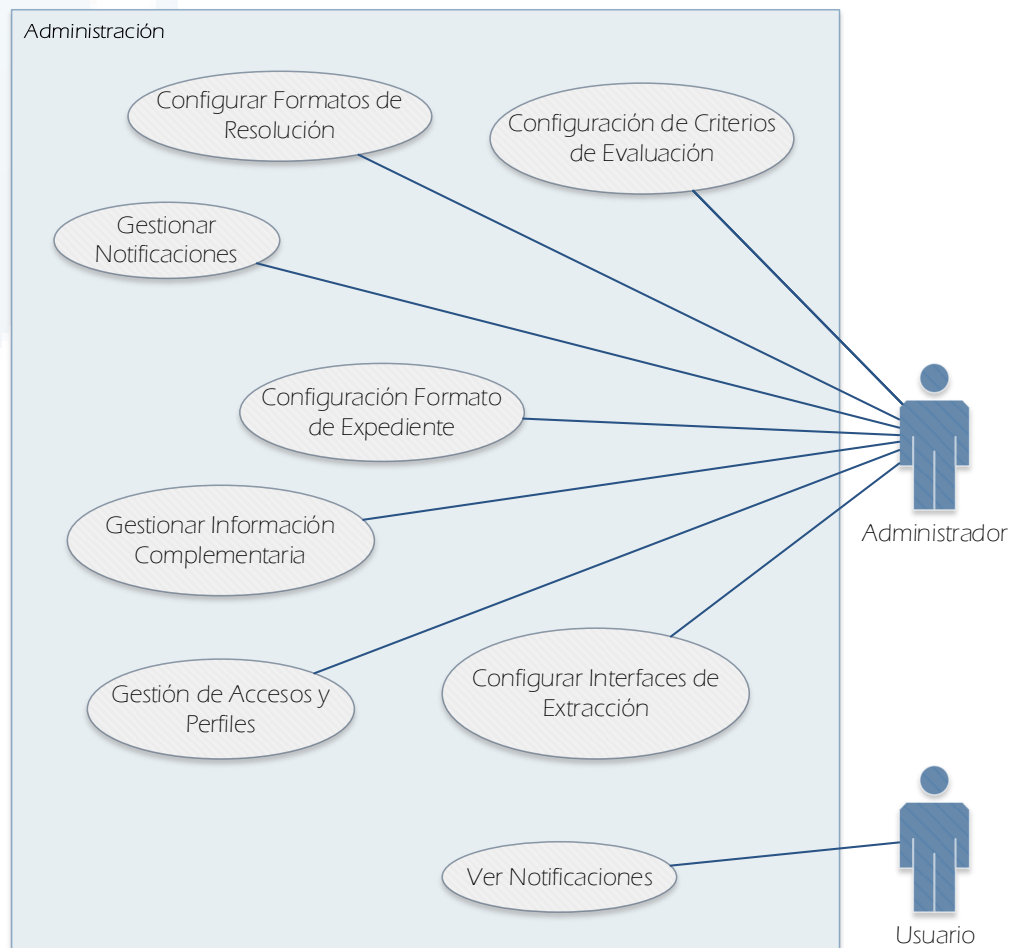 Administración
Configurar Formatos de
Resolución
Configuración de Criterios
de Evaluación
Gestionar
Notificaciones
Configuración Formato
de Expediente
Administrador
Gestionar Información
Complementaria
Gestión de Accesos y
Perfiles
Configurar Interfaces de
Extracción
Ver Notificaciones
Usuario